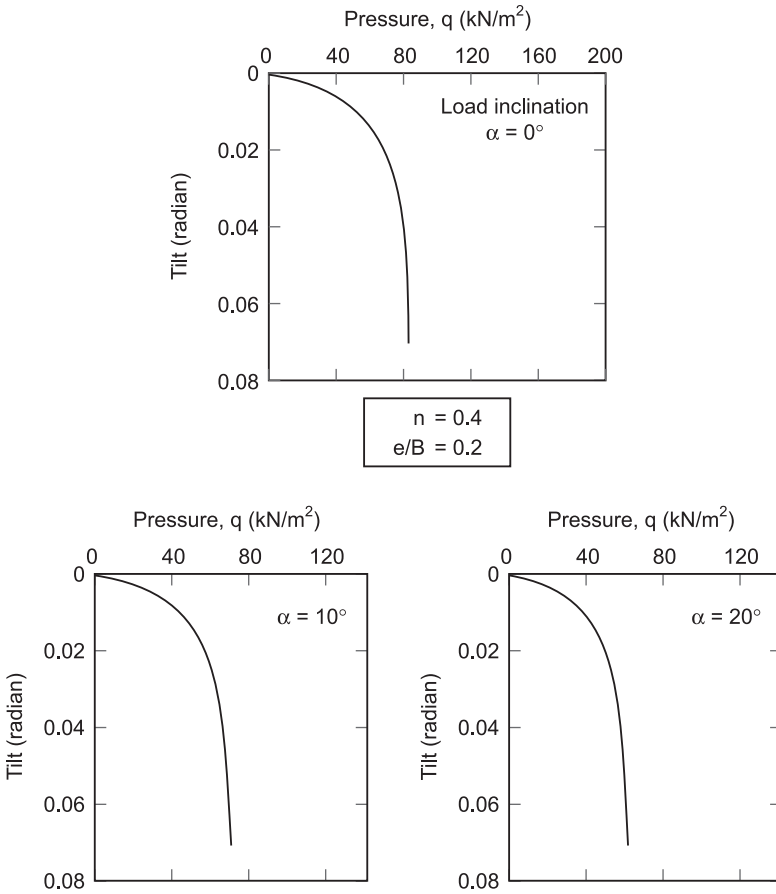 Pressure, q (kN/m²)
0 40 80 120 160 200
0
0.02
0.04
0.06
0.08
Tilt (radian)
Load inclination
α = 0°
n = 0.4
e/B = 0.2
Pressure, q (kN/m²)
0 40 80 120
0
0.02
0.04
0.06
0.08
Tilt (radian)
α = 10°
Pressure, q (kN/m²)
0 40 80 120
0
0.02
0.04
0.06
0.08
Tilt (radian)
α = 20°